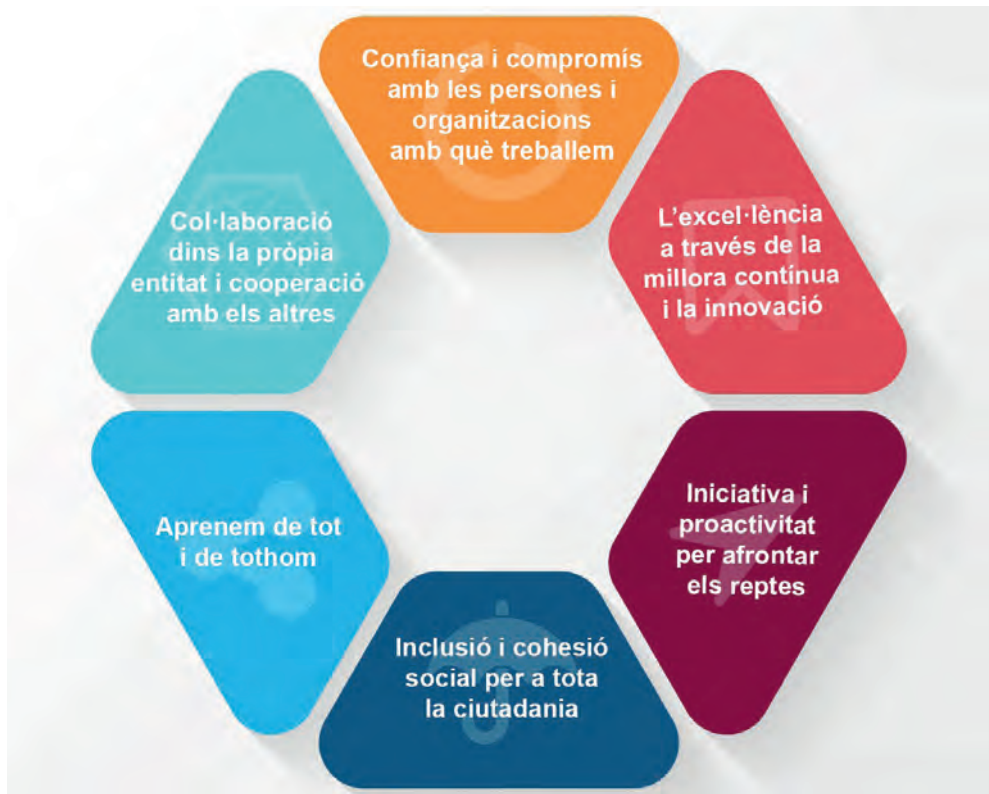 Confiança i compromís
amb les persones i
organitzacions
amb què treballem
L'excel·lència
a través de la
millora contínua
i la innovació
Iniciativa i
proactivitat
per afrontar
els reptes
Inclusió i cohesió
social per a tota
la ciutadania
Aprenem de tot
i de tothom
Col·laboració
dins la pròpia
entitat i cooperació
amb els altres